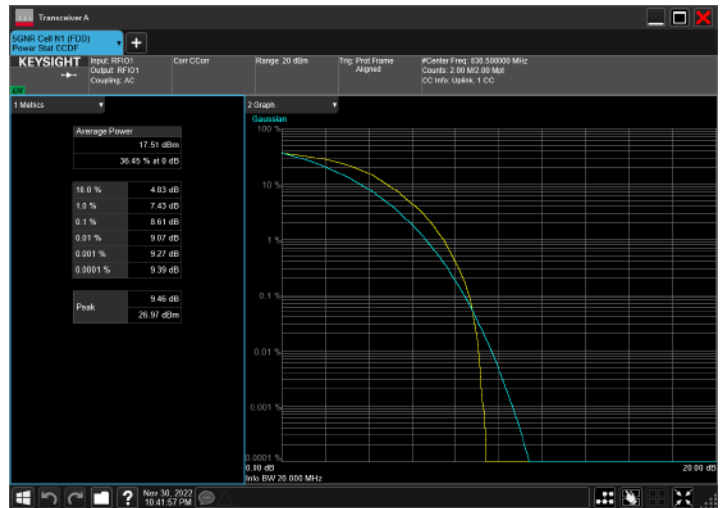 Transceiver A
5GNR Cell N1 (FDD)
Power Stat CCDF
KEYSIGHT
Input: RFIO1
Output: RFIO1
Coupling: AC
Corr CCorr
Range: 20 dBm
Trig: Prot Frame
Aligned
#Center Freq: 836.500000 MHz
Counts: 2.00 M/2.00 Mpt
CC Info: Uplink, 1 CC
1 Metrics
Average Power
17.51 dBm
36.45 % at 0 dB
10.0 % 4.83 dB
1.0 % 7.43 dB
0.1 % 8.61 dB
0.01 % 9.07 dB
0.001 % 9.27 dB
0.0001 % 9.39 dB
Peak
9.46 dB
26.97 dBm
2 Graph
Gaussian
100 %
10 %
1 %
0.1 %
0.01 %
0.001 %
0.0001 %
0.00 dB
20.00 dB
Info BW 20.000 MHz
?
Nov 30, 2022
10:41:57 PM